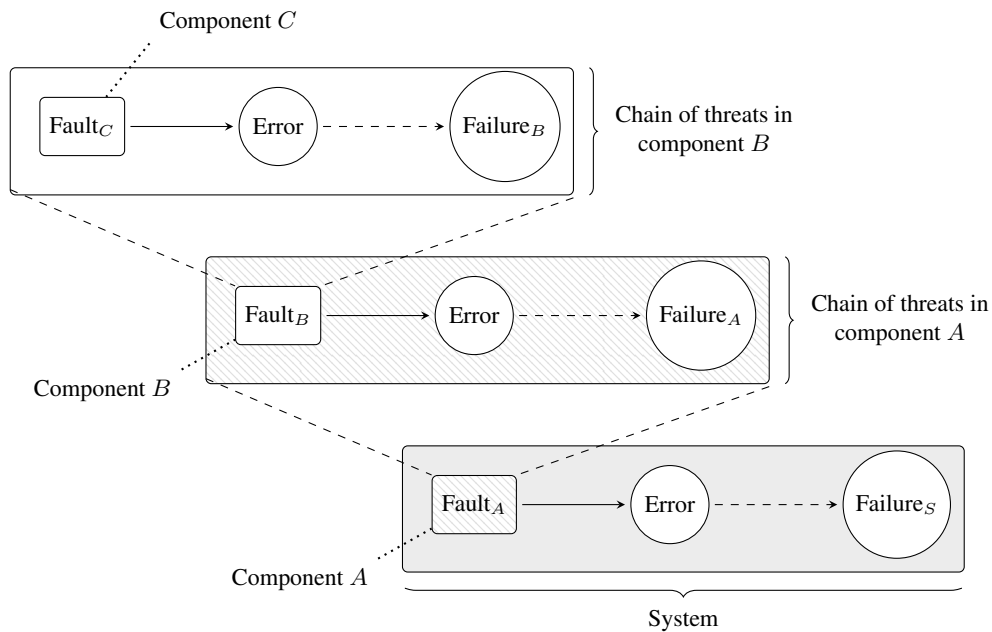 Component C
Fault_C
Error
Failure_B
Chain of threats in
component B
Fault_B
Error
Failure_A
Chain of threats in
component A
Component B
Fault_A
Error
Failure_S
Component A
System